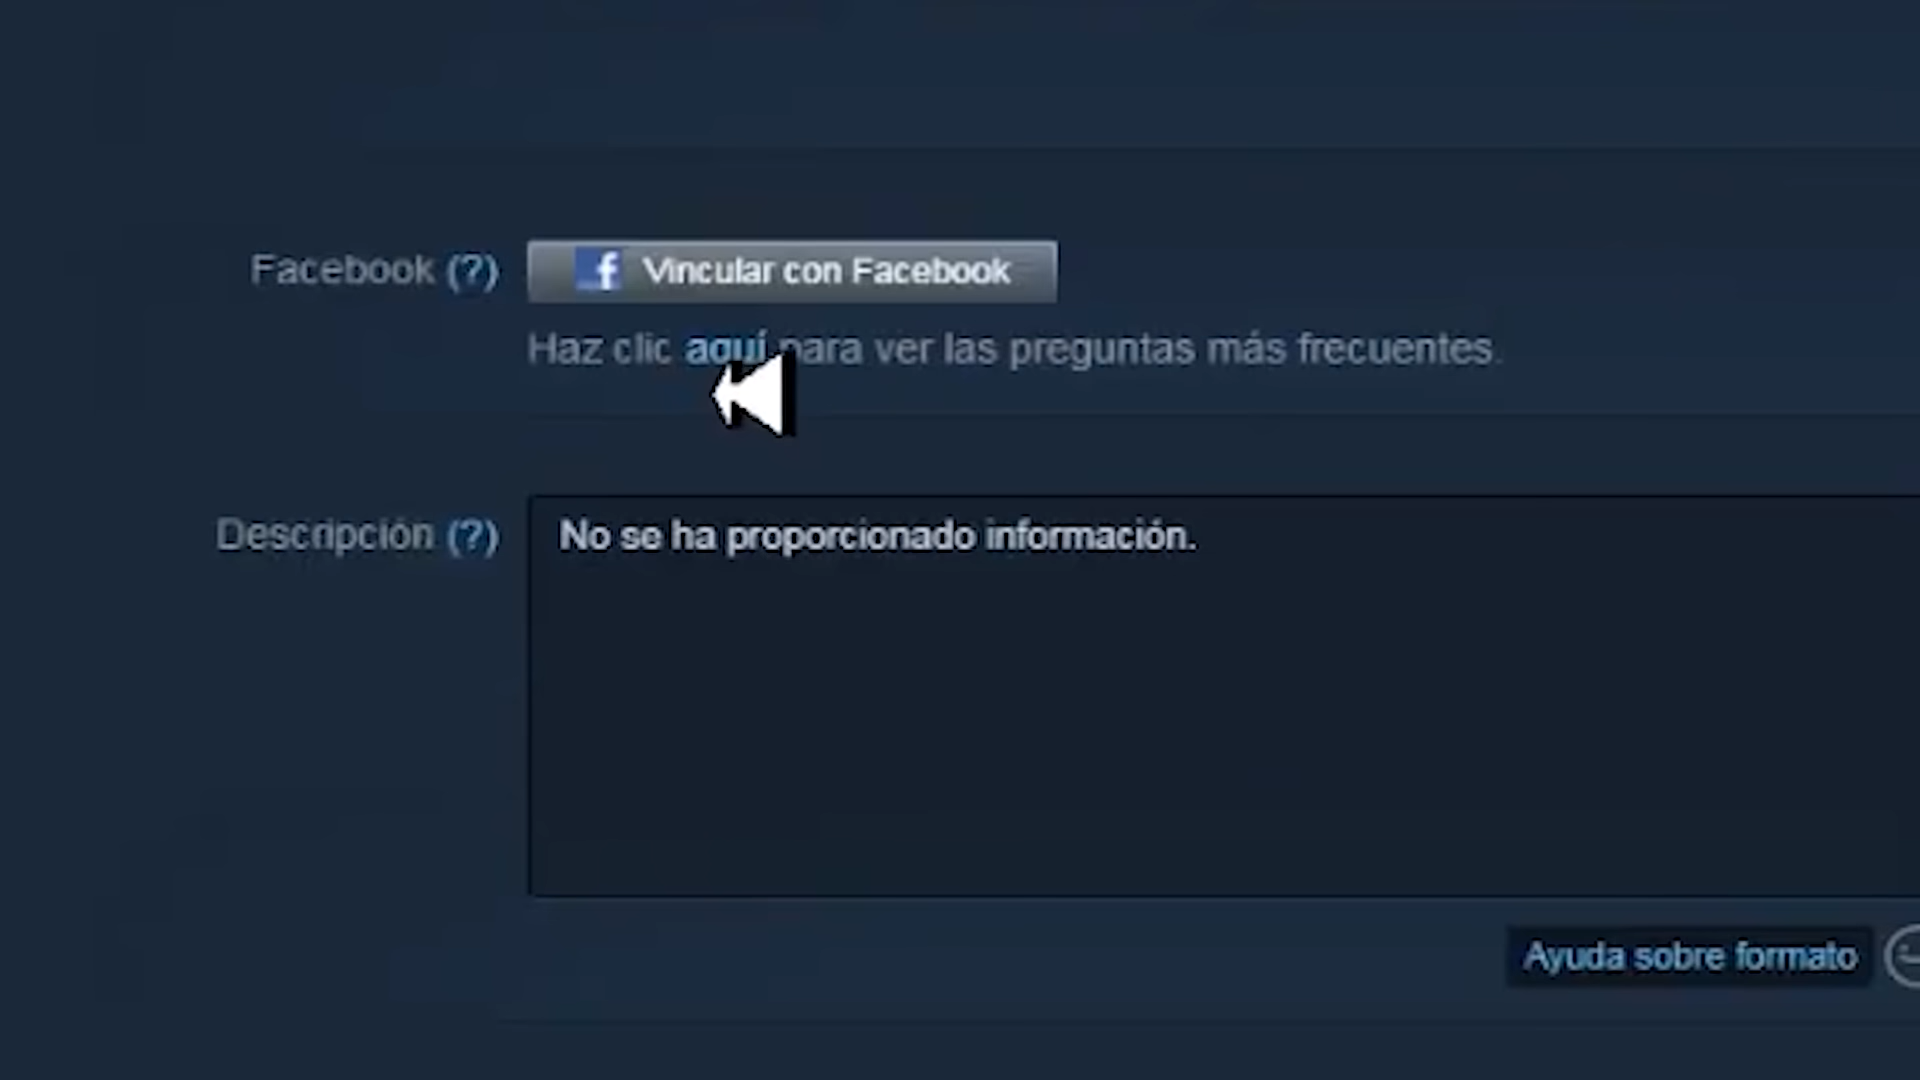 Facebook (?)
Vincular con Facebook
Haz clic aquí para ver las preguntas más frecuentes.
Descripción (?)
No se ha proporcionado información.
Ayuda sobre formato